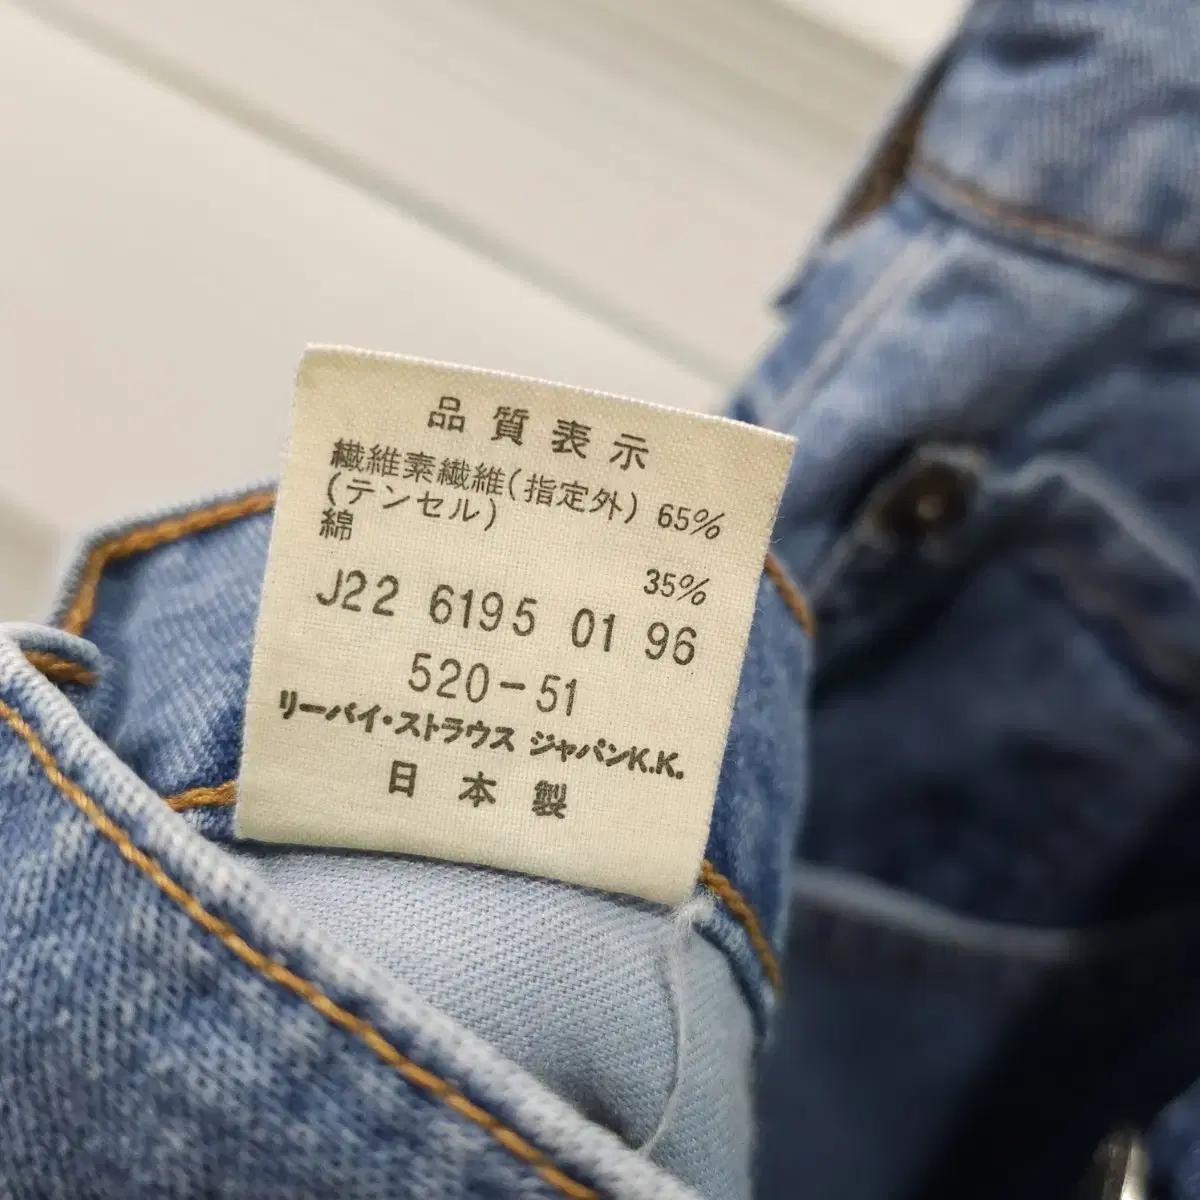 品質表示
繊維素繊維(指定外) 65%
(テンセル)
綿 35%
J22 6195 01 96
520-51
リーバイ・ストラウス ジャパンK.K.
日本製